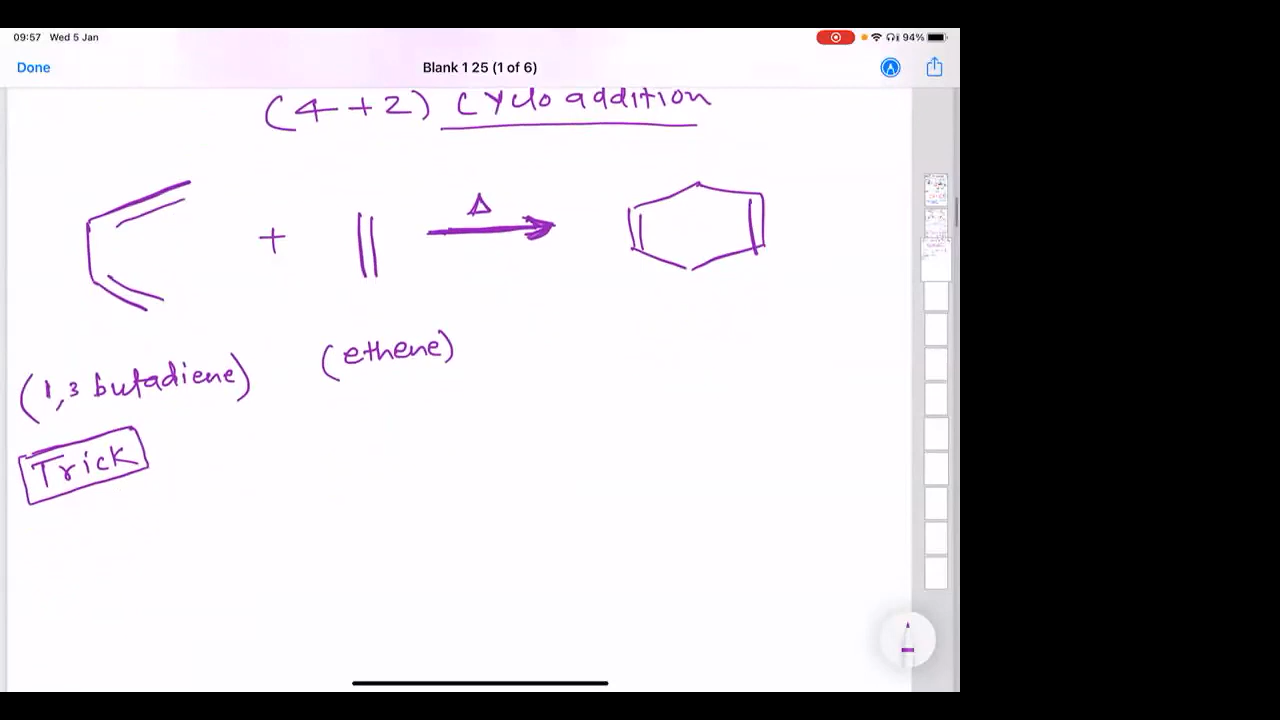 09:57 Wed 5 Jan
94%
Done
Blank 1 25 (1 of 6)
(4+2) Cyclo addition
+
Δ
(ethene)
(1,3 butadiene)
Trick